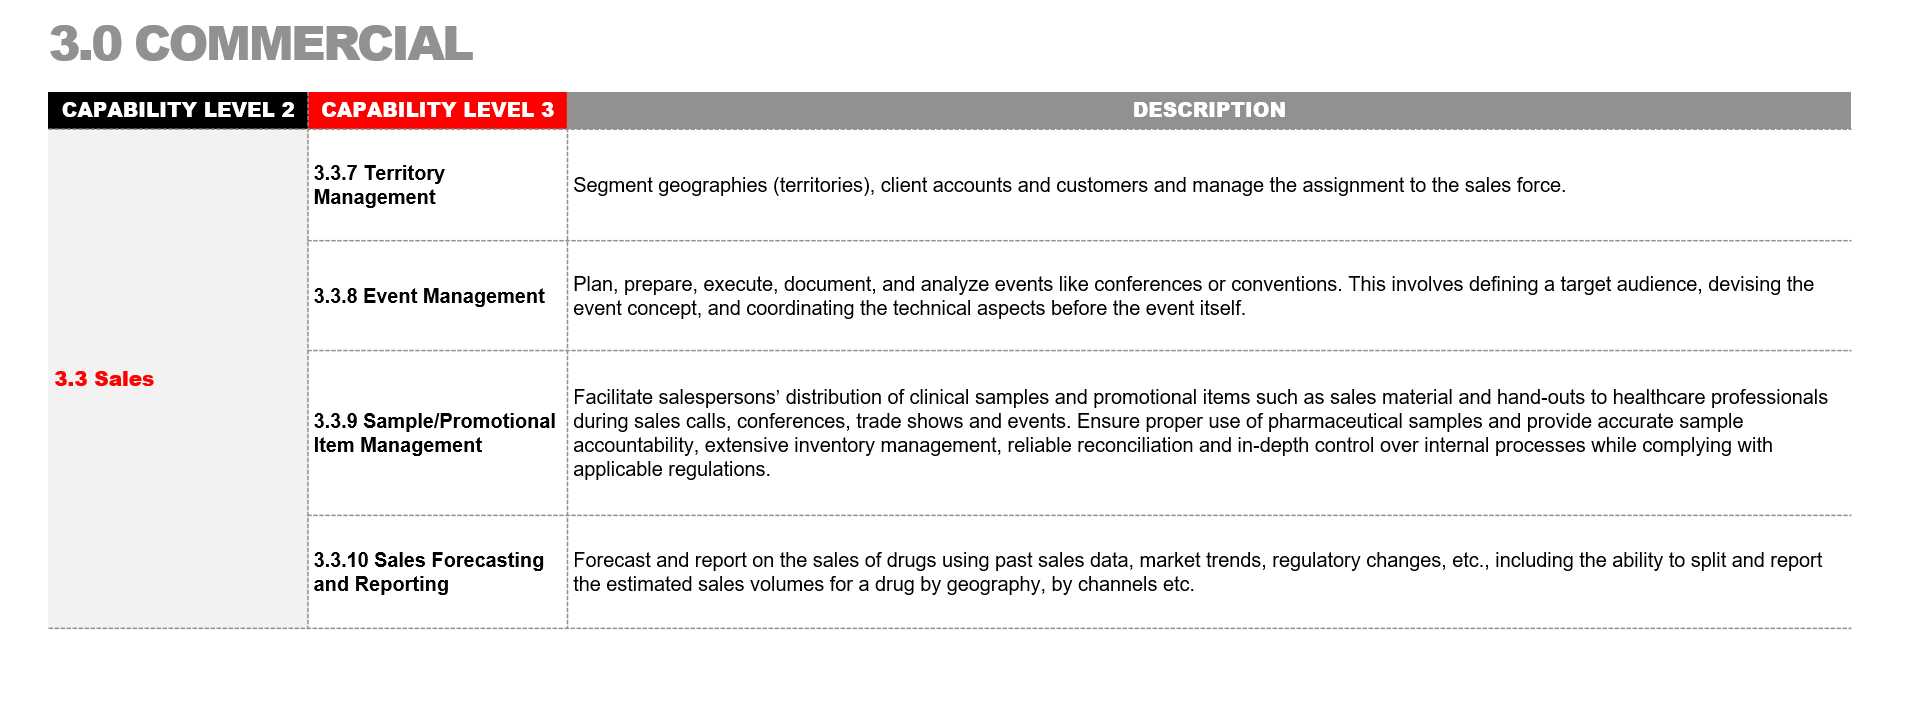 3.0 COMMERCIAL
CAPABILITY LEVEL 2
CAPABILITY LEVEL 3
DESCRIPTION
3.3 Sales
3.3.7 Territory
Management
Segment geographies (territories), client accounts and customers and manage the assignment to the sales force.
3.3.8 Event Management
Plan, prepare, execute, document, and analyze events like conferences or conventions. This involves defining a target audience, devising the
event concept, and coordinating the technical aspects before the event itself.
3.3.9 Sample/Promotional
Item Management
Facilitate salespersons’ distribution of clinical samples and promotional items such as sales material and hand-outs to healthcare professionals
during sales calls, conferences, trade shows and events. Ensure proper use of pharmaceutical samples and provide accurate sample
accountability, extensive inventory management, reliable reconciliation and in-depth control over internal processes while complying with
applicable regulations.
3.3.10 Sales Forecasting
and Reporting
Forecast and report on the sales of drugs using past sales data, market trends, regulatory changes, etc., including the ability to split and report
the estimated sales volumes for a drug by geography, by channels etc.